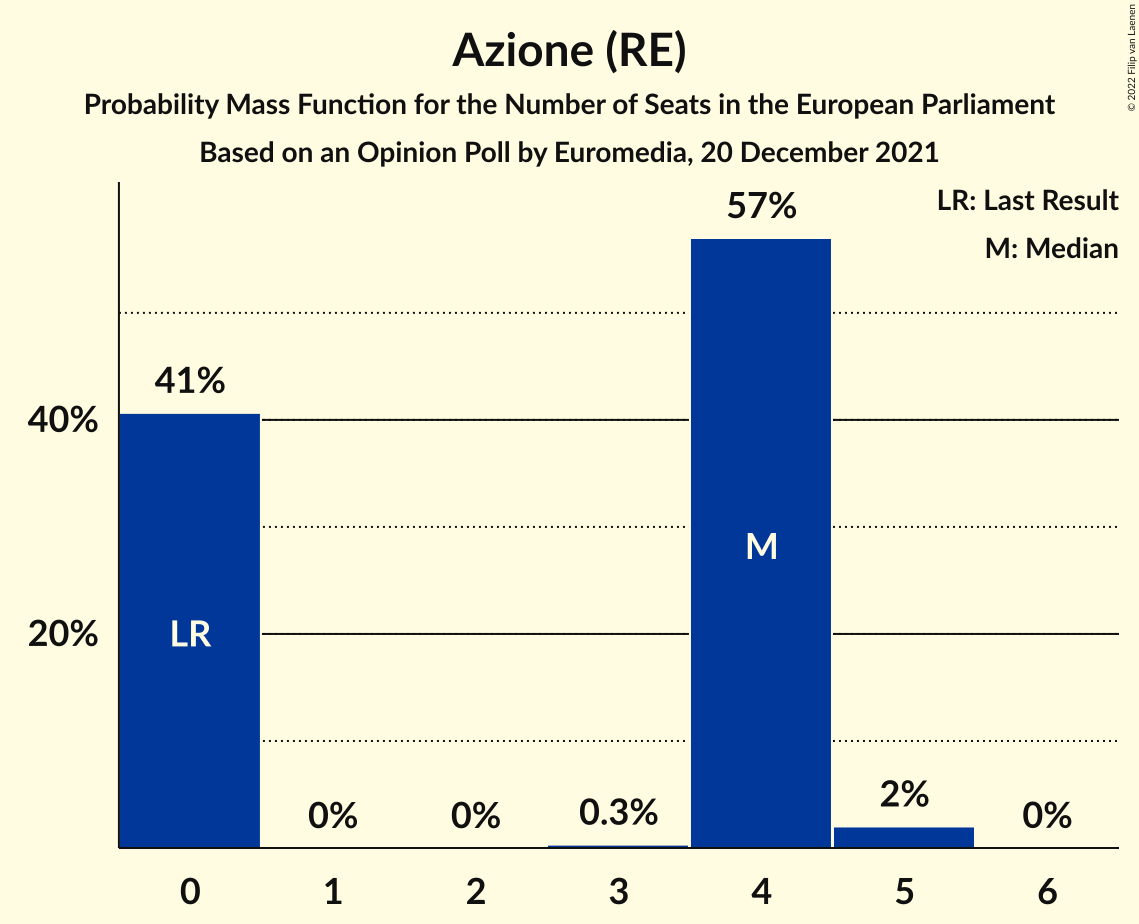 Azione (RE)
Probability Mass Function for the Number of Seats in the European Parliament
Based on an Opinion Poll by Euromedia, 20 December 2021
© 2022 Filip van Laenen
LR: Last Result
M: Median
57%
41%
40%
M
LR
20%
0%
0%
0.3%
2%
0%
0
1
2
3
4
5
6